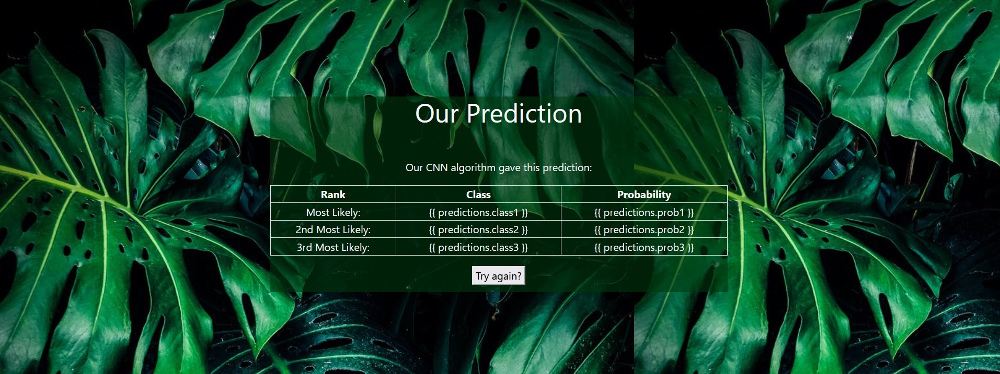 Our Prediction
Our CNN algorithm gave this prediction:
Rank Class Probability
Most Likely: {{ predictions.class1 }} {{ predictions.prob1 }}
2nd Most Likely: {{ predictions.class2 }} {{ predictions.prob2 }}
3rd Most Likely: {{ predictions.class3 }} {{ predictions.prob3 }}
Try again?